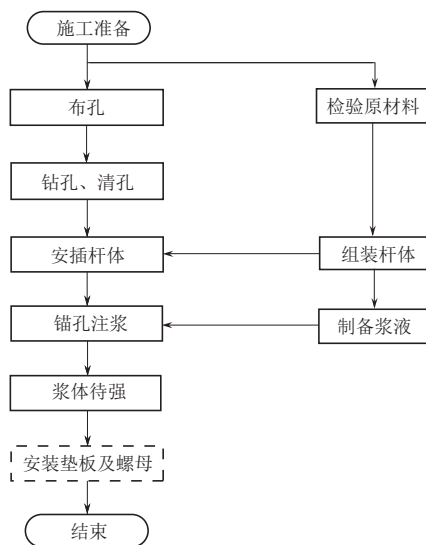 施工准备
布孔
检验原材料
钻孔、清孔
安插杆体
组装杆体
锚孔注浆
制备浆液
浆体待强
安装垫板及螺母
结束